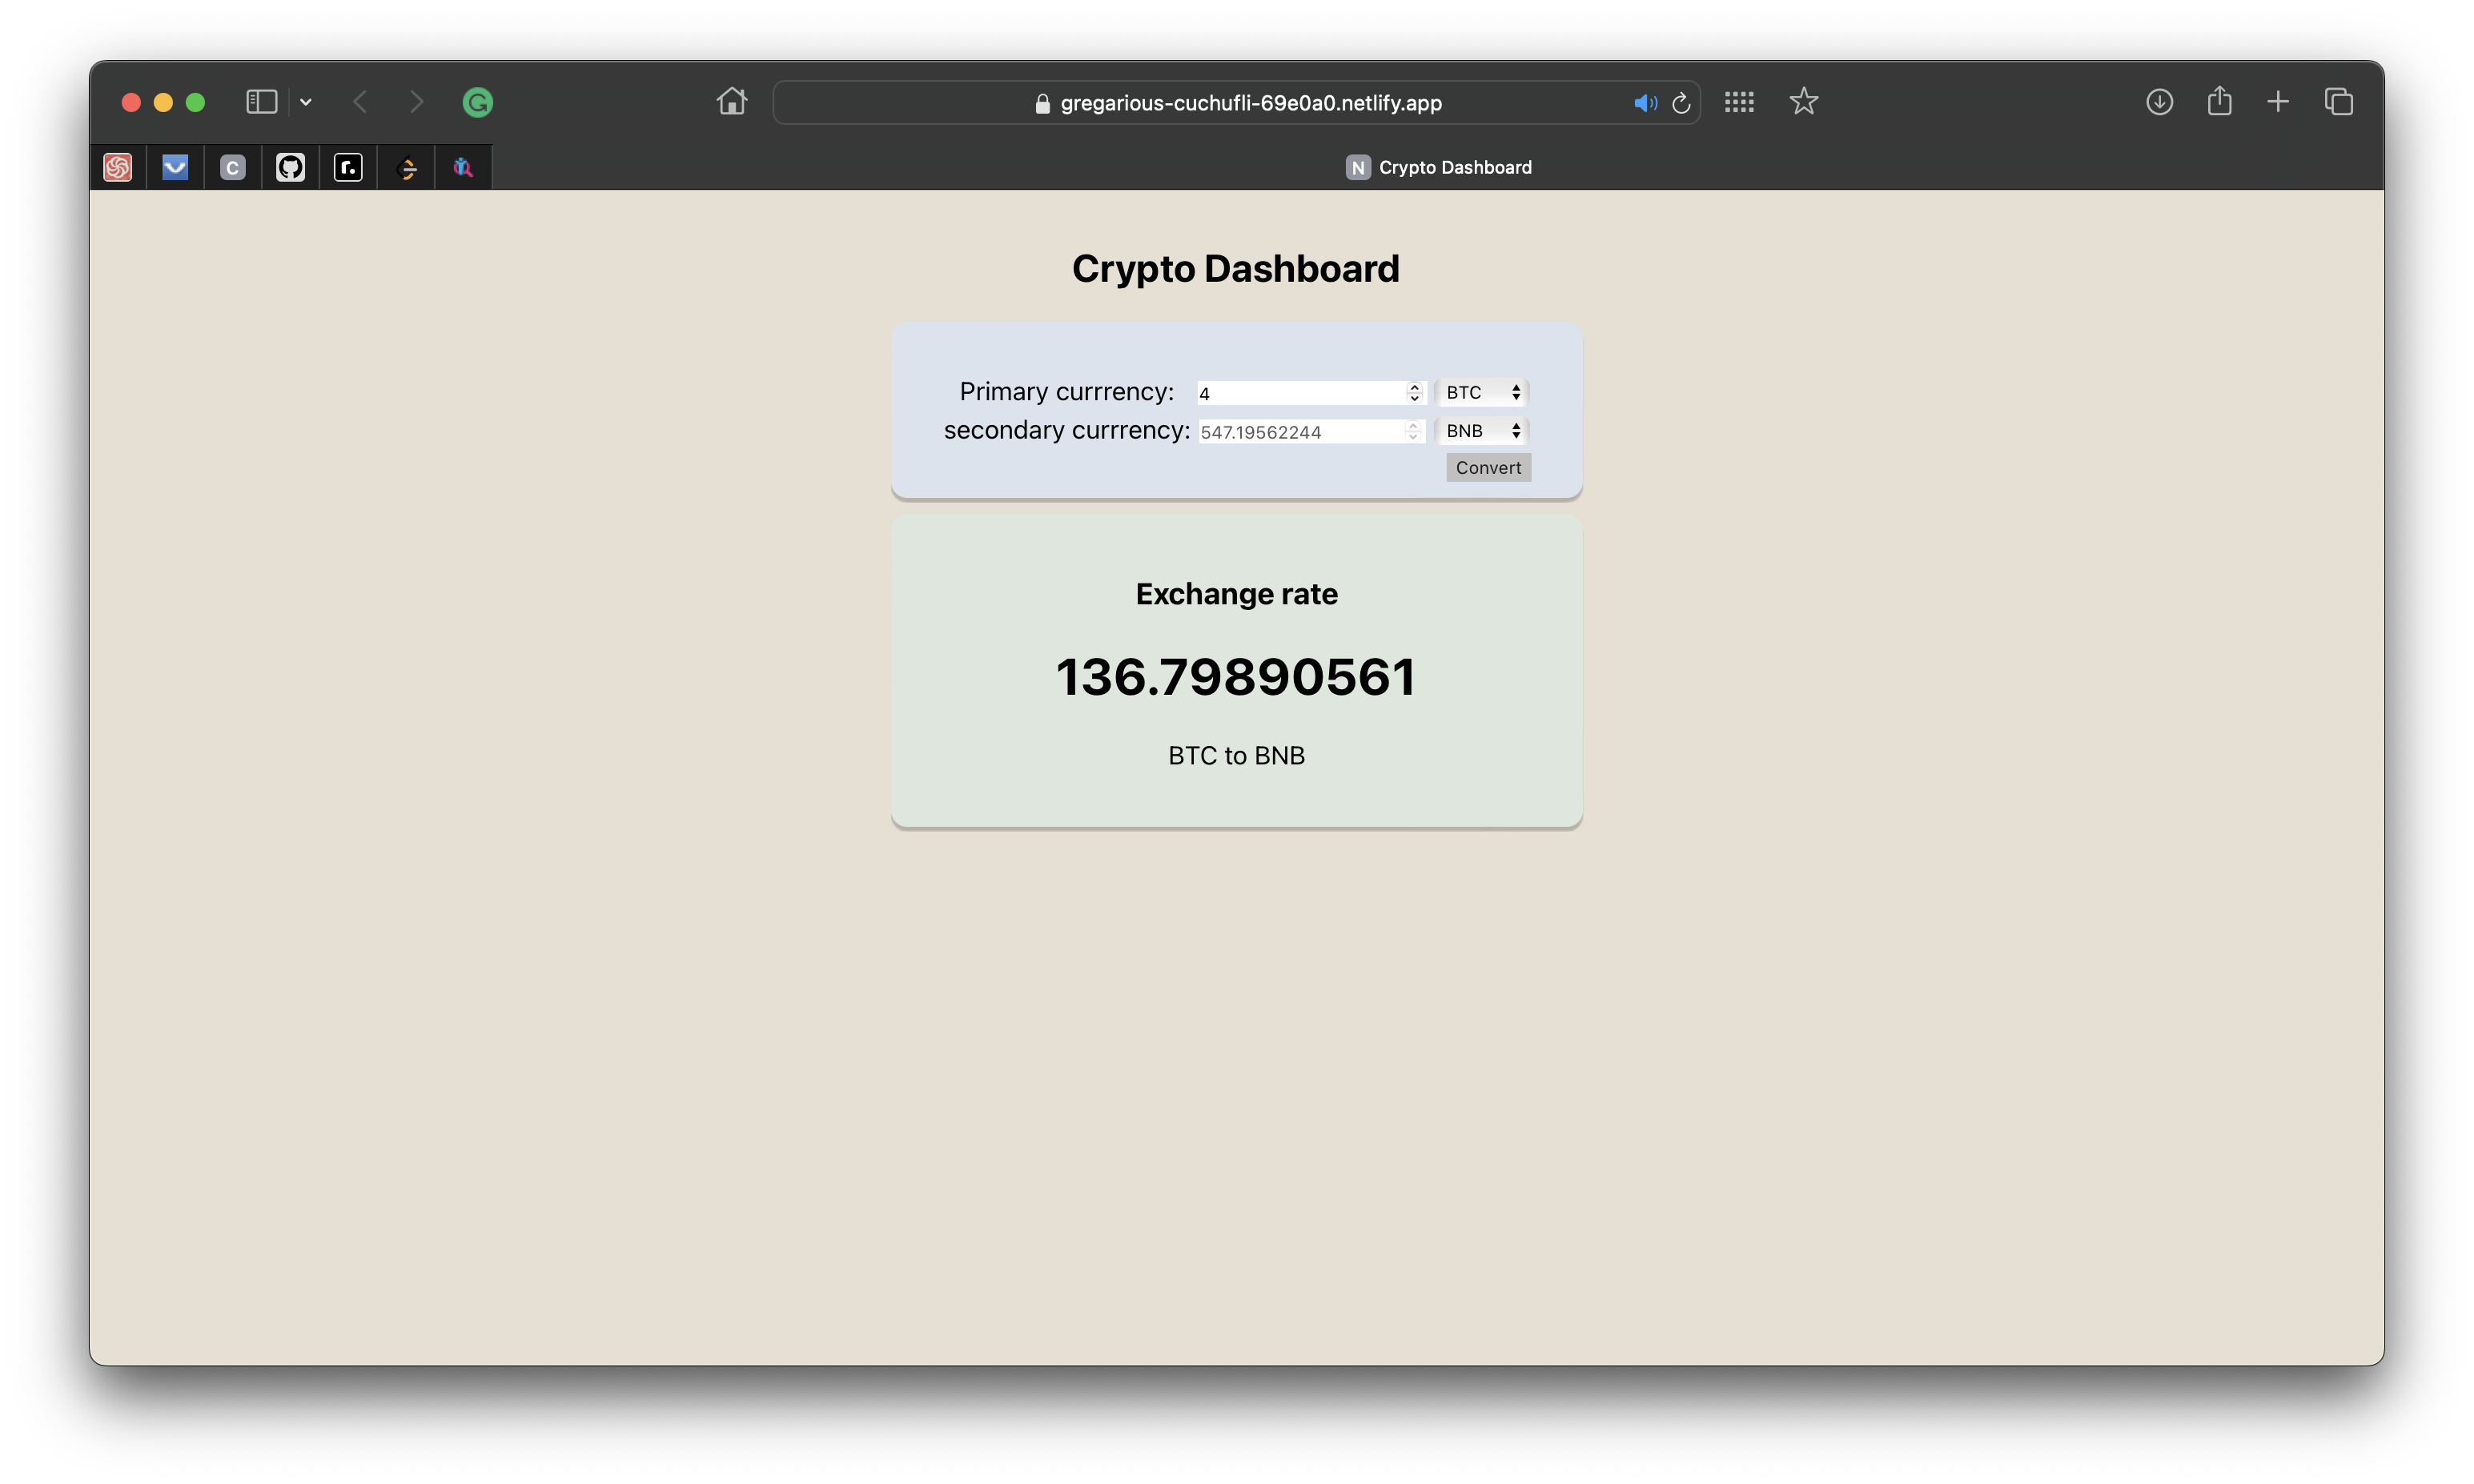 gregarious-cuchufli-69e0a0.netlify.app
C
r.
N Crypto Dashboard
Crypto Dashboard
Primary currrency: 4 BTC
secondary currrency: 547.19562244 BNB
Convert
Exchange rate
136.79890561
BTC to BNB